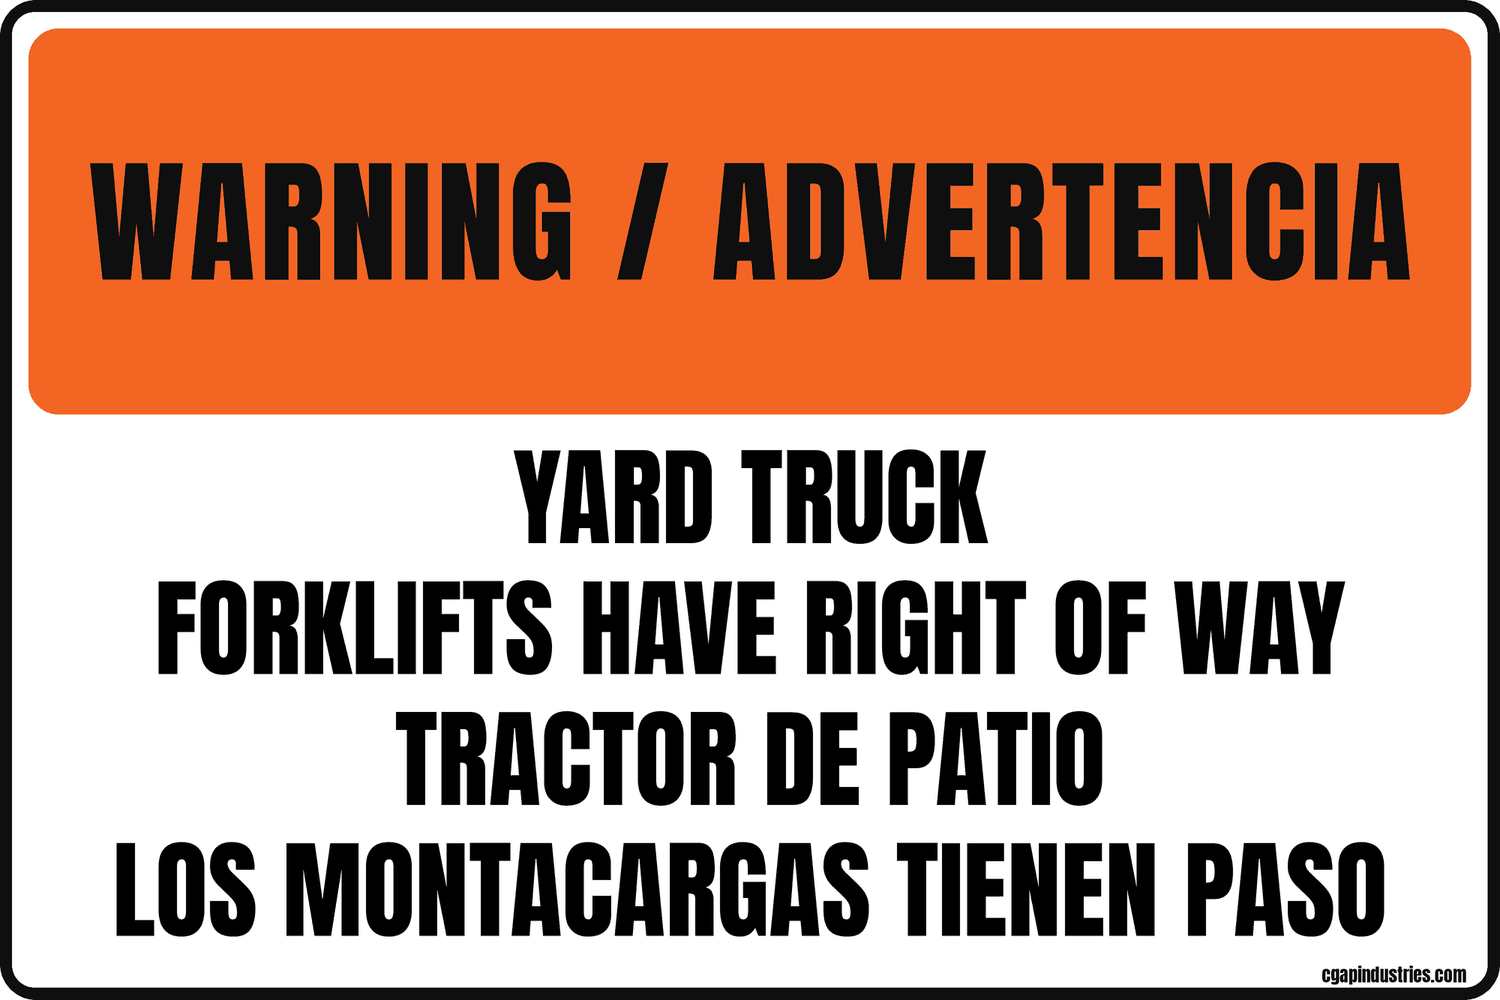 WARNING / ADVERTENCIA
YARD TRUCK
FORKLIFTS HAVE RIGHT OF WAY
TRACTOR DE PATIO
LOS MONTACARGAS TIENEN PASO
cgapindustries.com